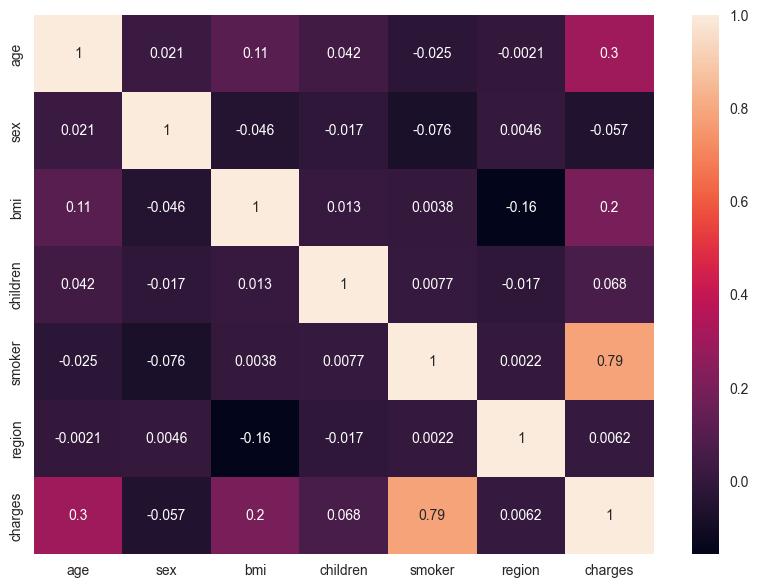 age 1 0.021 0.11 0.042 -0.025 -0.0021 0.3
sex 0.021 1 -0.046 -0.017 -0.076 0.0046 -0.057
bmi 0.11 -0.046 1 0.013 0.0038 -0.16 0.2
children 0.042 -0.017 0.013 1 0.0077 -0.017 0.068
smoker -0.025 -0.076 0.0038 0.0077 1 0.0022 0.79
region -0.0021 0.0046 -0.16 -0.017 0.0022 1 0.0062
charges 0.3 -0.057 0.2 0.068 0.79 0.0062 1
age sex bmi children smoker region charges
1.0
0.8
0.6
0.4
0.2
0.0